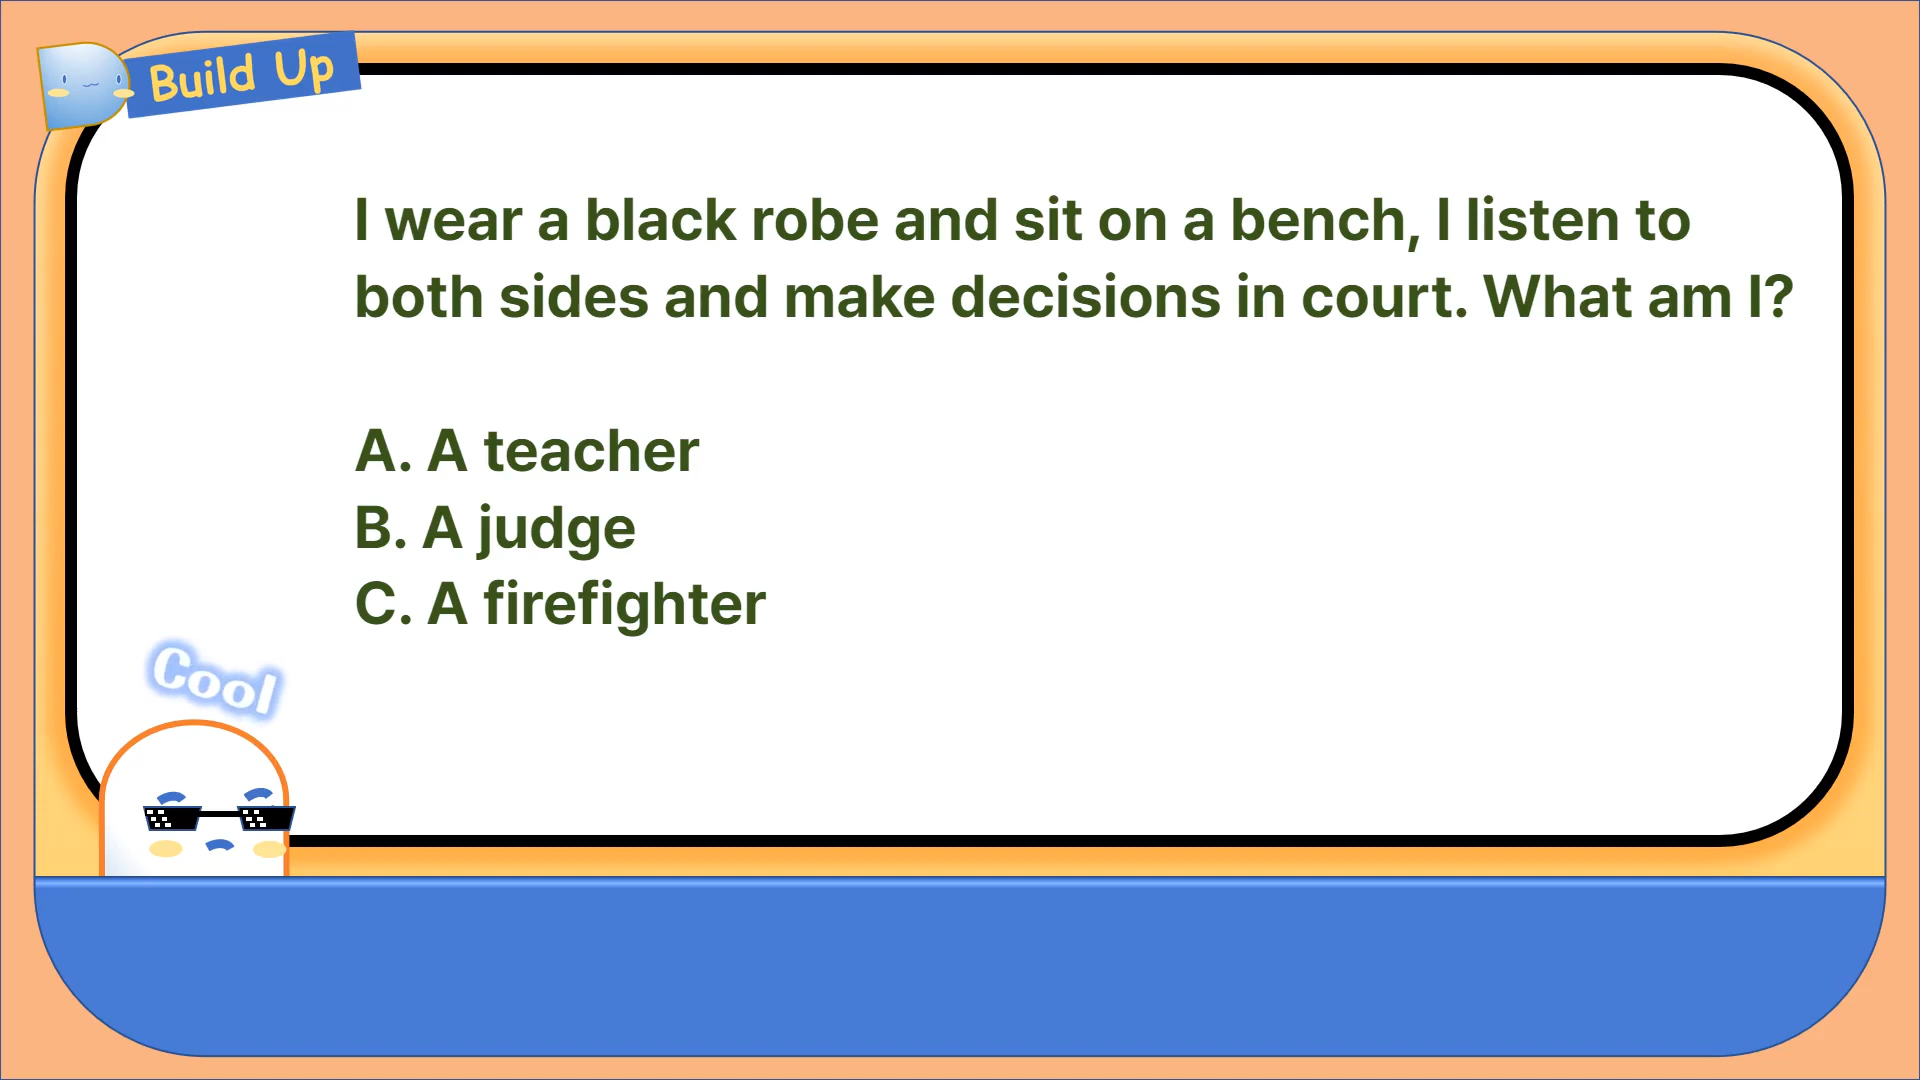 Build Up
I wear a black robe and sit on a bench, I listen to
both sides and make decisions in court. What am I?
A. A teacher
B. A judge
C. A firefighter
Cool